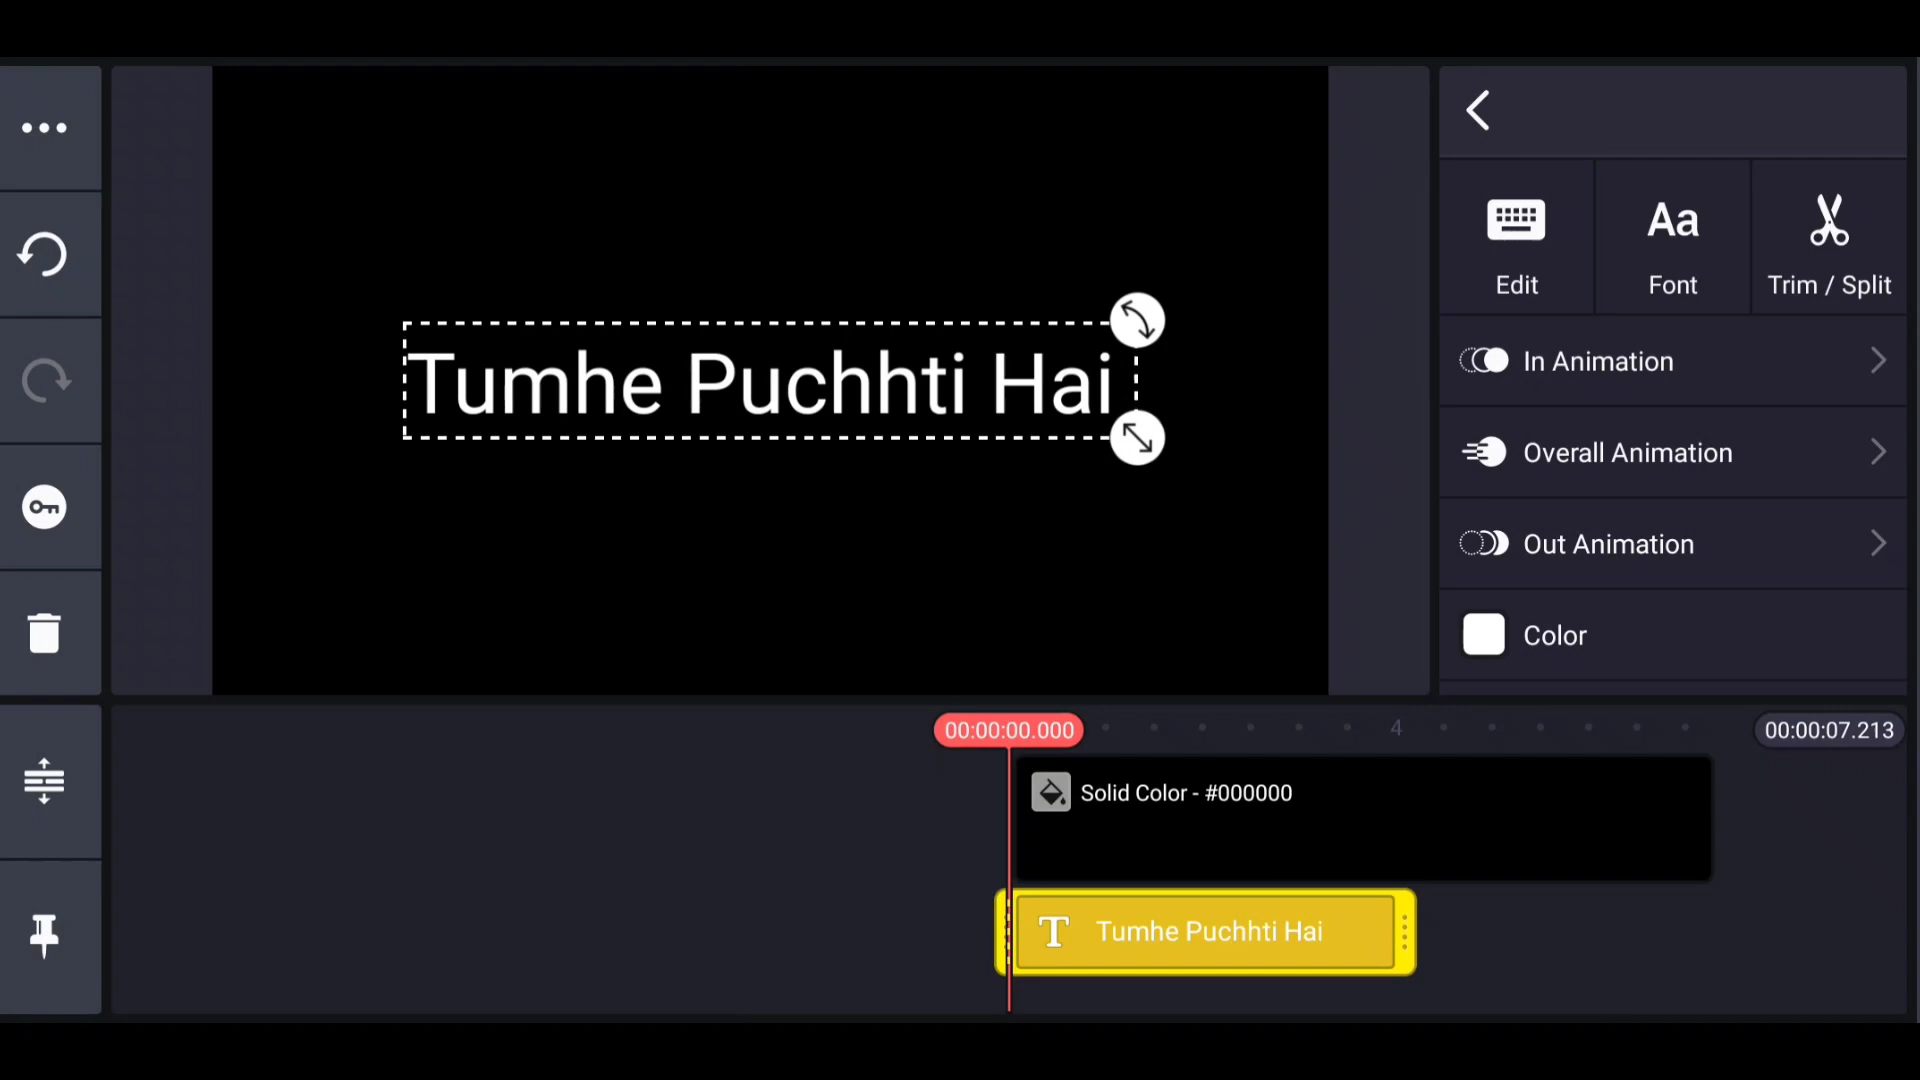 Tumhe Puchhti Hai
Edit
Aa
Font
Trim / Split
In Animation
Overall Animation
Out Animation
Color
00:00:00.000
4
00:00:07.213
Solid Color - #000000
T Tumhe Puchhti Hai